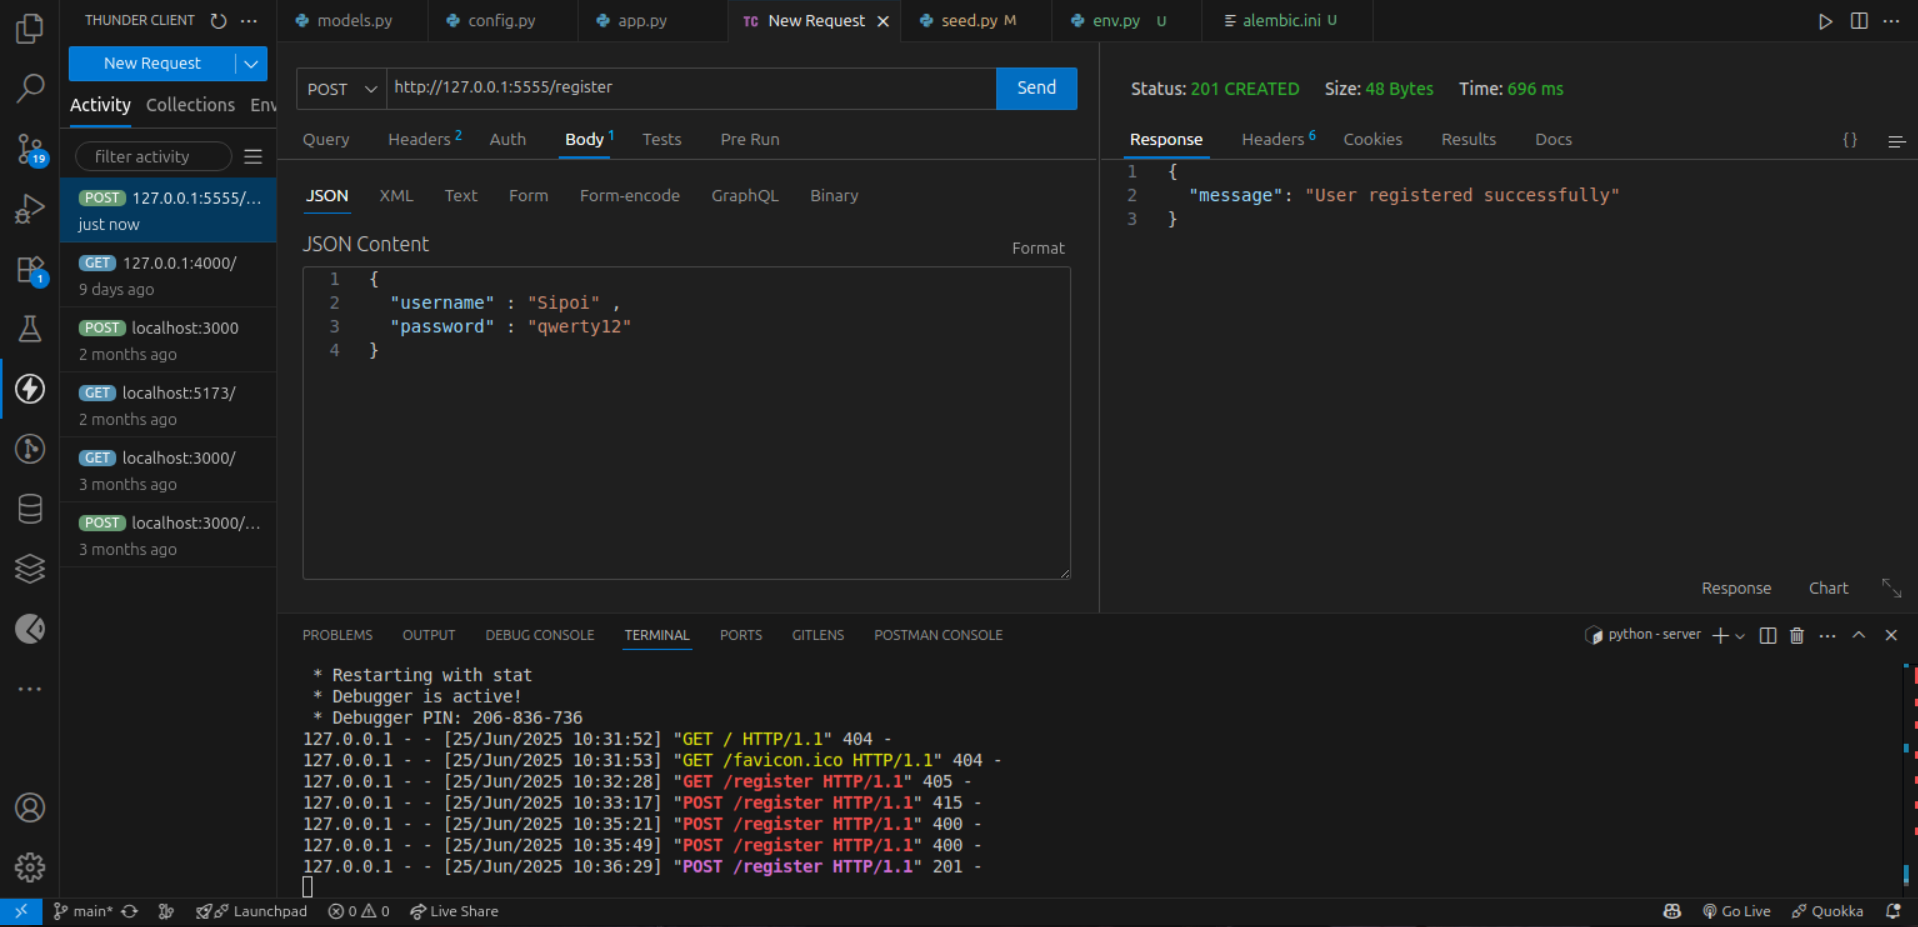 THUNDER CLIENT
models.py
config.py
app.py
TC New Request
seed.py M
env.py U
alembic.ini U
New Request
Activity Collections Env
filter activity
POST 127.0.0.1:5555/...
just now
GET 127.0.0.1:4000/
9 days ago
POST localhost:3000
2 months ago
GET localhost:5173/
2 months ago
GET localhost:3000/
3 months ago
POST localhost:3000/...
3 months ago
19
1
POST http://127.0.0.1:5555/register Send
Query Headers 2 Auth Body 1 Tests Pre Run
JSON XML Text Form Form-encode GraphQL Binary
JSON Content
Format
1 {
2 "username" : "Sipoi" ,
3 "password" : "qwerty12"
4 }
Status: 201 CREATED Size: 48 Bytes Time: 696 ms
Response Headers 6 Cookies Results Docs {}
1 {
2 "message": "User registered successfully"
3 }
Response Chart
PROBLEMS OUTPUT DEBUG CONSOLE TERMINAL PORTS GITLENS POSTMAN CONSOLE
python - server
* Restarting with stat
* Debugger is active!
* Debugger PIN: 206-836-736
127.0.0.1 - - [25/Jun/2025 10:31:52] "GET / HTTP/1.1" 404 -
127.0.0.1 - - [25/Jun/2025 10:31:53] "GET /favicon.ico HTTP/1.1" 404 -
127.0.0.1 - - [25/Jun/2025 10:32:28] "GET /register HTTP/1.1" 405 -
127.0.0.1 - - [25/Jun/2025 10:33:17] "POST /register HTTP/1.1" 415 -
127.0.0.1 - - [25/Jun/2025 10:35:21] "POST /register HTTP/1.1" 400 -
127.0.0.1 - - [25/Jun/2025 10:35:49] "POST /register HTTP/1.1" 400 -
127.0.0.1 - - [25/Jun/2025 10:36:29] "POST /register HTTP/1.1" 201 -
main* Launchpad 0 0 Live Share Go Live Quokka